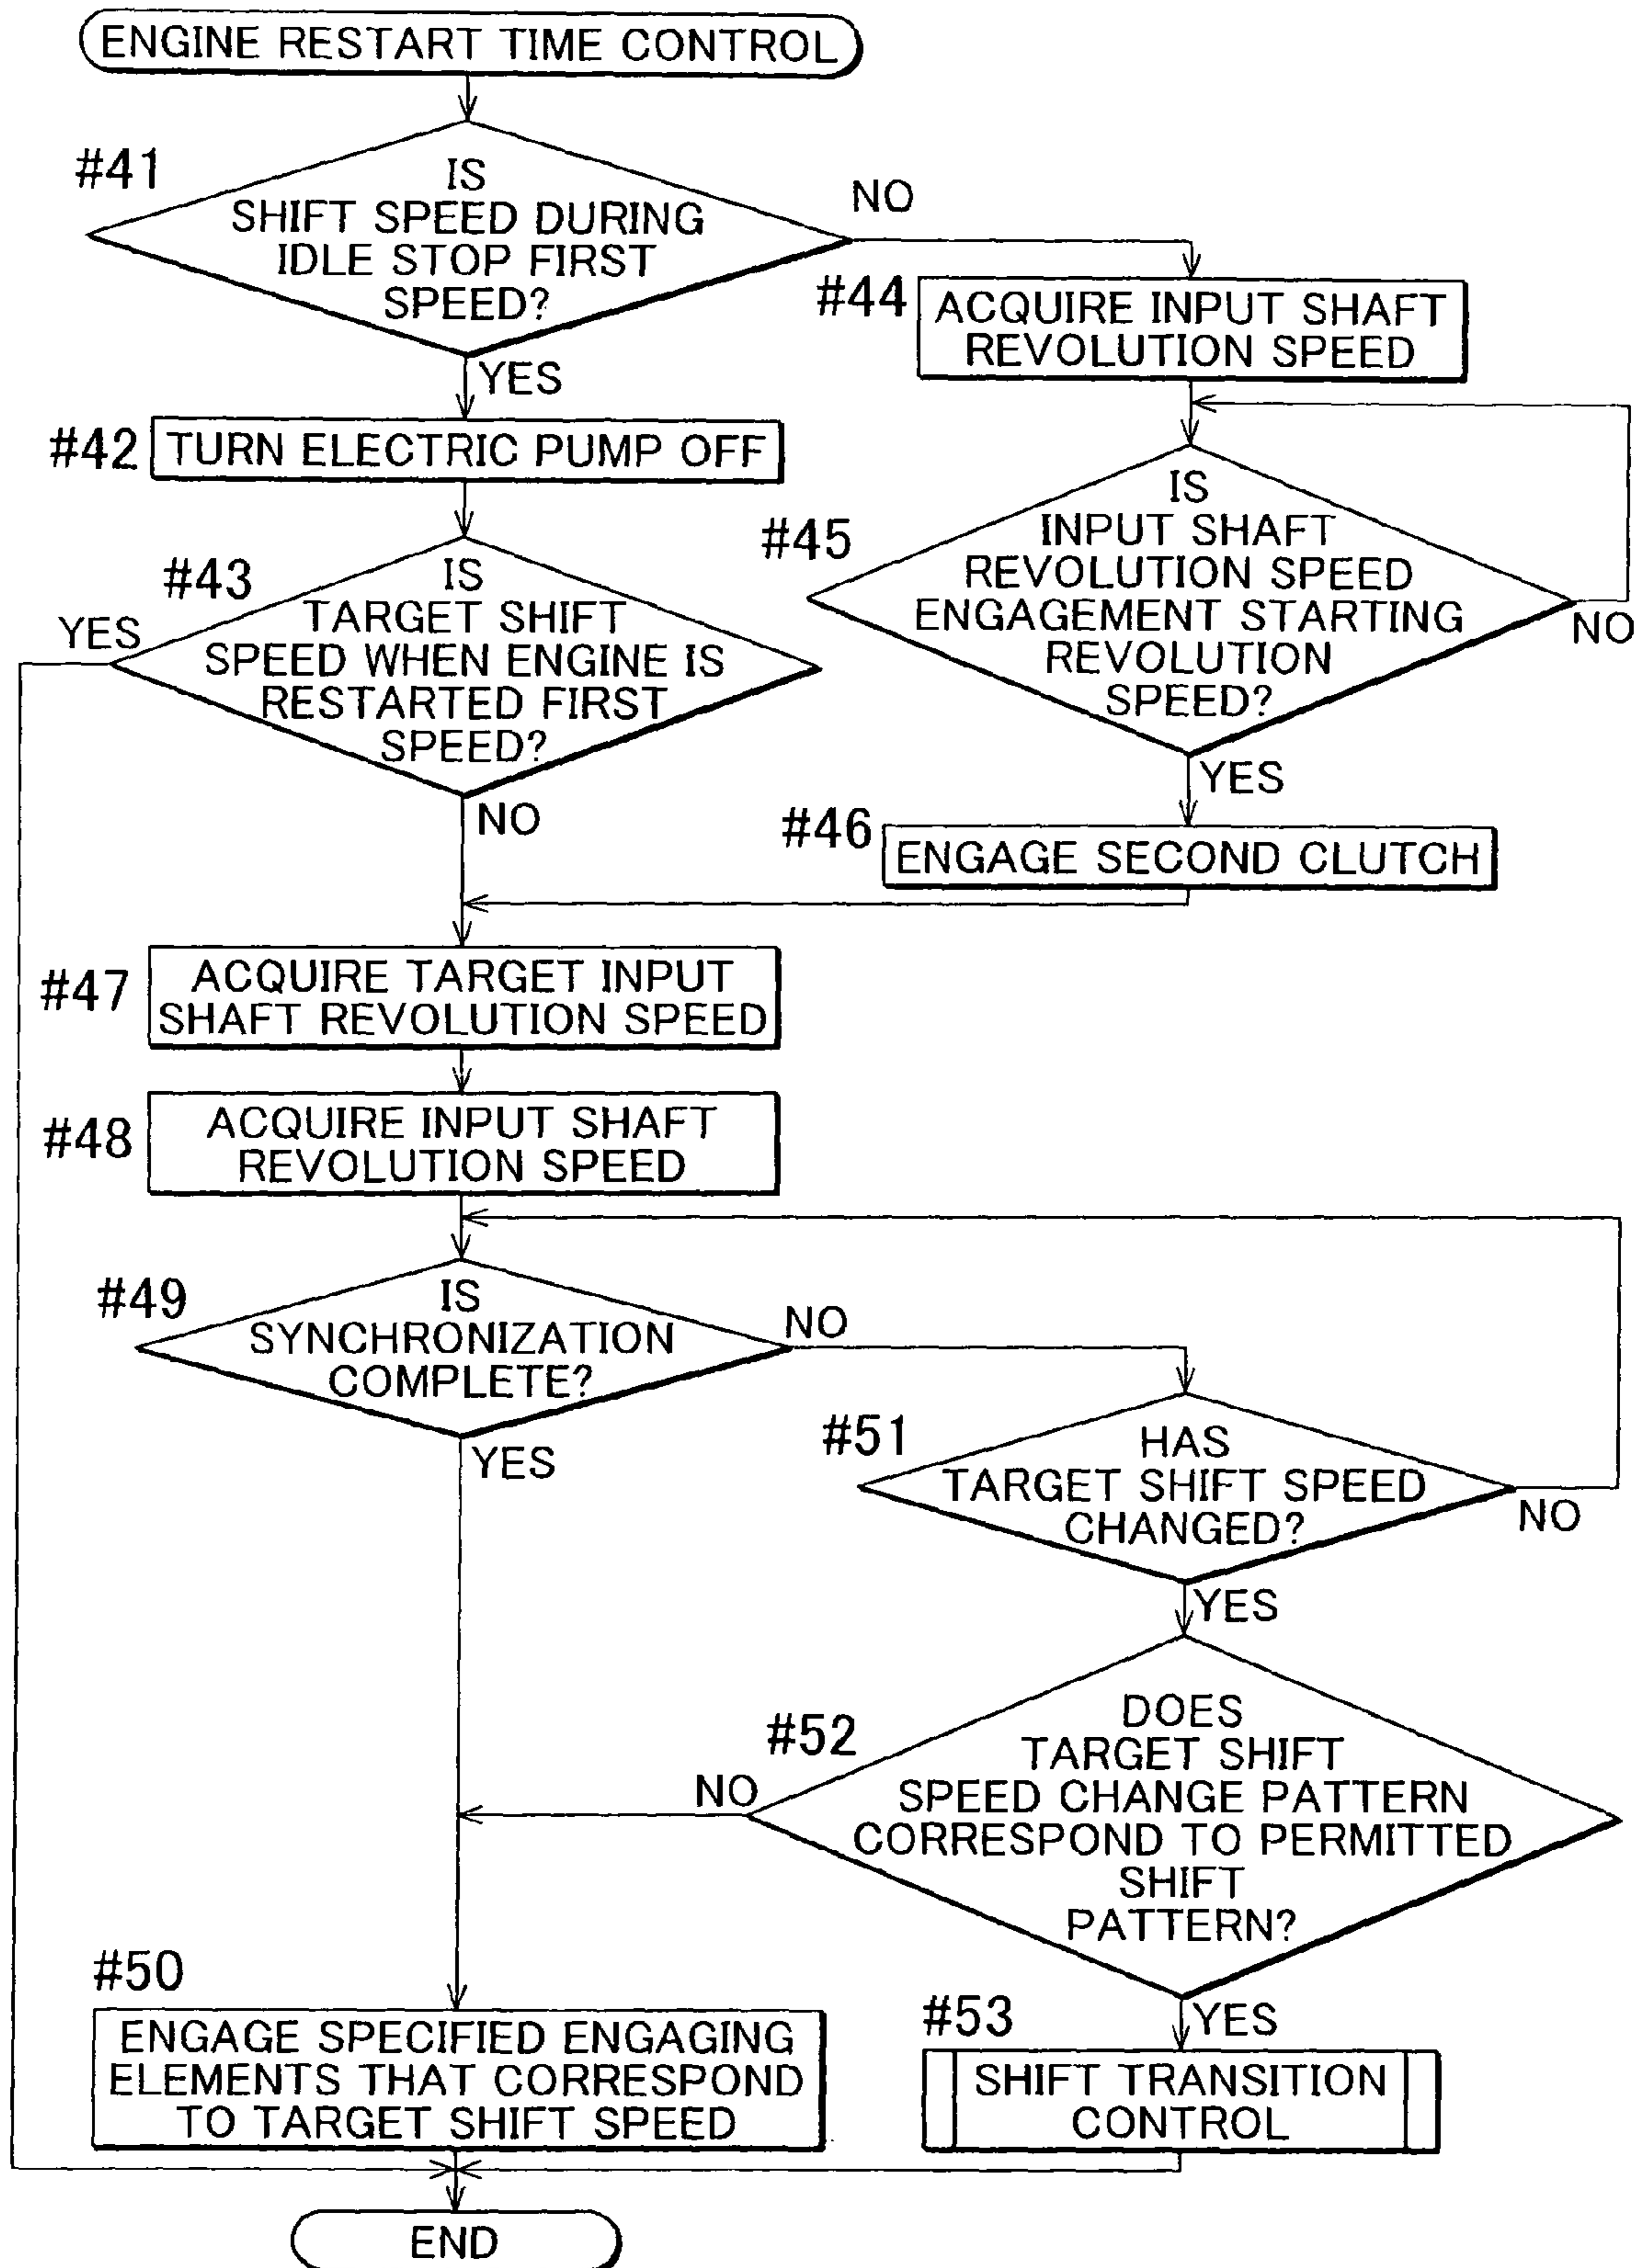 ENGINE RESTART TIME CONTROL
#41
IS
SHIFT SPEED DURING
IDLE STOP FIRST
SPEED?
NO
YES
#44
ACQUIRE INPUT SHAFT
REVOLUTION SPEED
#42
TURN ELECTRIC PUMP OFF
#45
IS
INPUT SHAFT
REVOLUTION SPEED
ENGAGEMENT STARTING
REVOLUTION
SPEED?
NO
YES
#43
IS
TARGET SHIFT
SPEED WHEN ENGINE IS
RESTARTED FIRST
SPEED?
YES
NO
#46
ENGAGE SECOND CLUTCH
#47
ACQUIRE TARGET INPUT
SHAFT REVOLUTION SPEED
#48
ACQUIRE INPUT SHAFT
REVOLUTION SPEED
#49
IS
SYNCHRONIZATION
COMPLETE?
NO
YES
#51
HAS
TARGET SHIFT SPEED
CHANGED?
NO
YES
#52
DOES
TARGET SHIFT
SPEED CHANGE PATTERN
CORRESPOND TO PERMITTED
SHIFT
PATTERN?
NO
YES
#50
ENGAGE SPECIFIED ENGAGING
ELEMENTS THAT CORRESPOND
TO TARGET SHIFT SPEED
#53
SHIFT TRANSITION
CONTROL
END